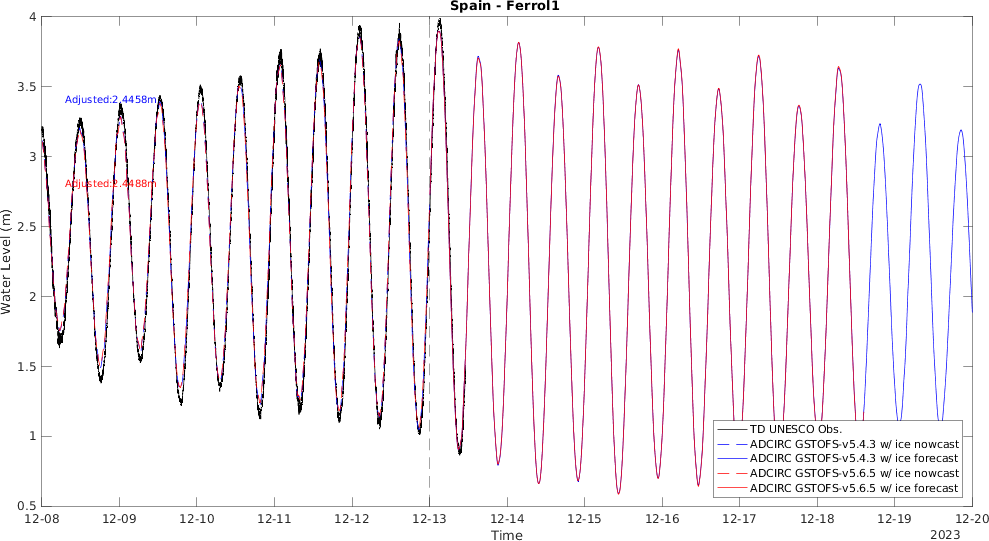 Spain - Ferrol1
4
3.5
3
2.5
2
1.5
1
0.5
Water Level (m)
Adjusted:2.4458m
Adjusted:2.4488m
TD UNESCO Obs.
ADCIRC GSTOFS-v5.4.3 w/ ice nowcast
ADCIRC GSTOFS-v5.4.3 w/ ice forecast
ADCIRC GSTOFS-v5.6.5 w/ ice nowcast
ADCIRC GSTOFS-v5.6.5 w/ ice forecast
12-08 12-09 12-10 12-11 12-12 12-13 12-14 12-15 12-16 12-17 12-18 12-19 12-20
Time
2023